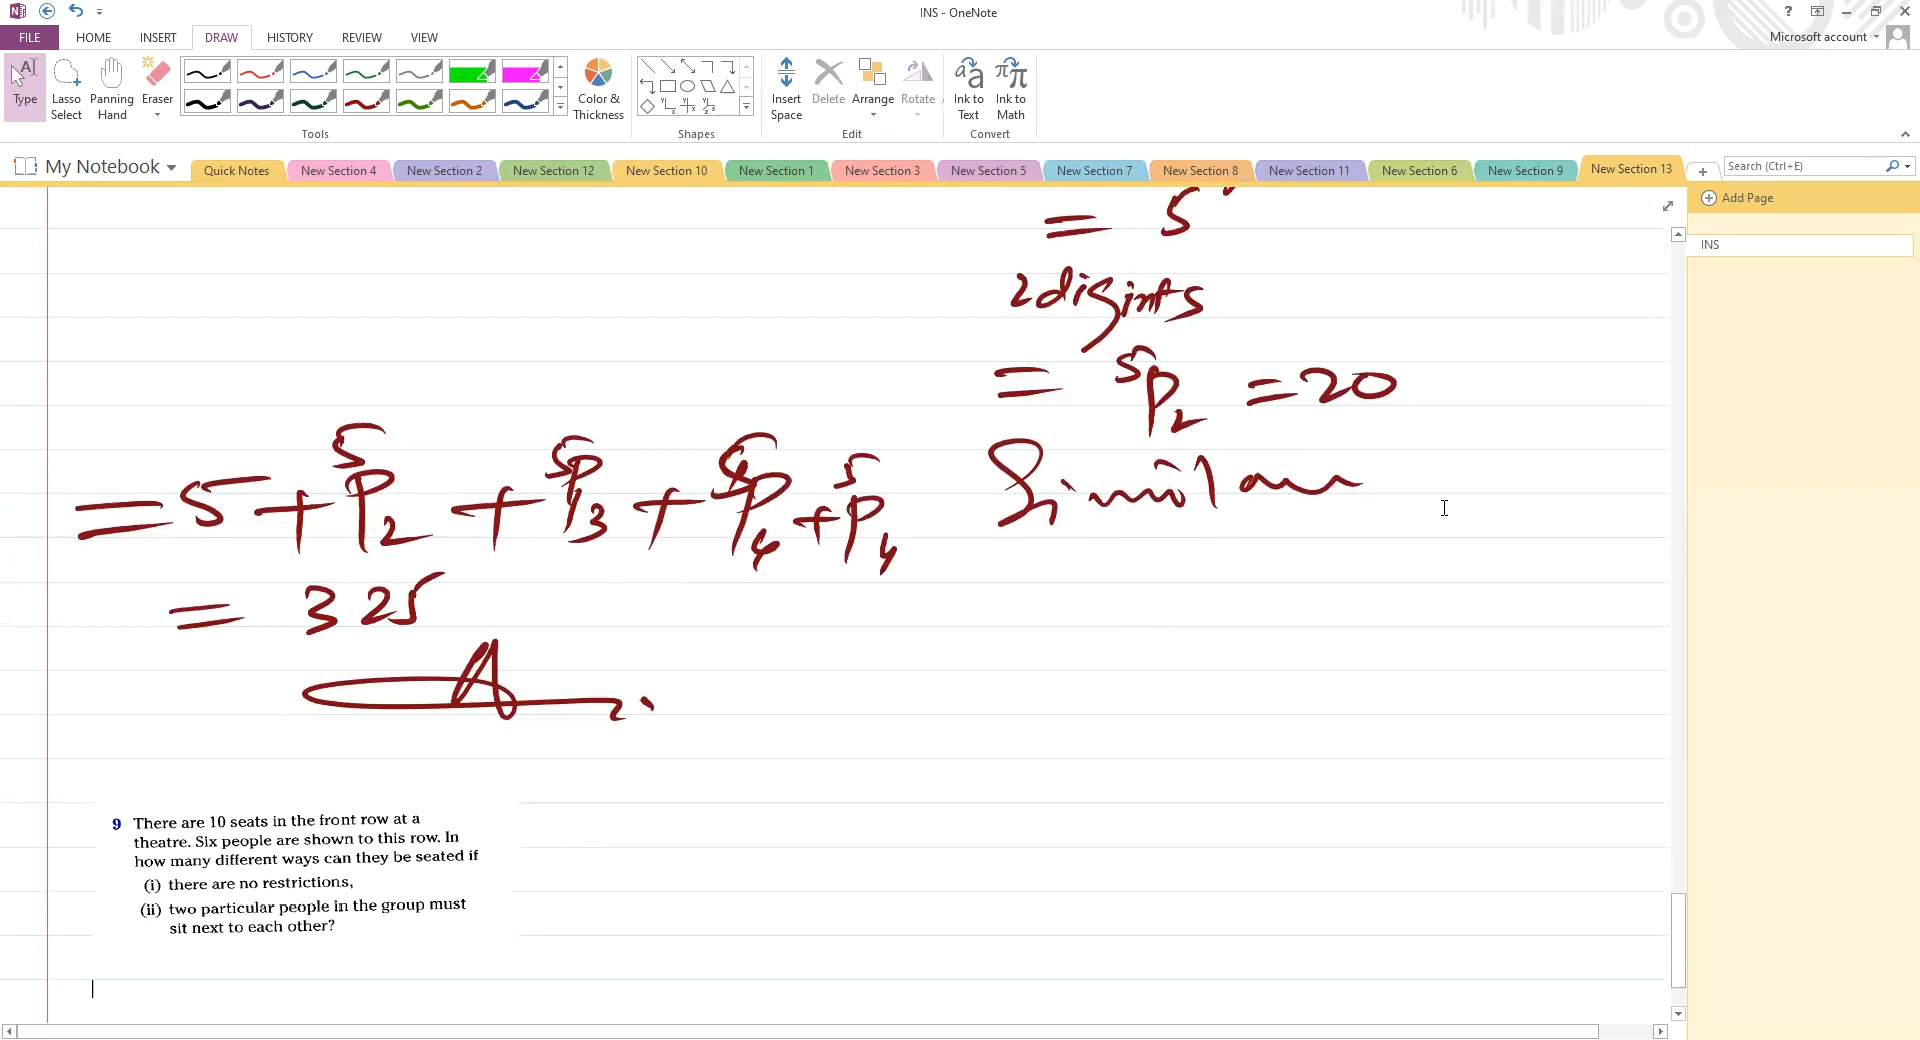 INS - OneNote
FILE HOME INSERT DRAW HISTORY REVIEW VIEW
Microsoft account
Type
Lasso Select
Panning Hand
Eraser
Color & Thickness
Insert Space
Delete
Arrange
Rotate
Ink to Text
Ink to Math
Tools Shapes Edit Convert
My Notebook Quick Notes New Section 4 New Section 2 New Section 12 New Section 10 New Section 1 New Section 3 New Section 5 New Section 7 New Section 8 New Section 11 New Section 6 New Section 9 New Section 13 Search (Ctrl+E)
Add Page
INS
= 5
2 digints
= 5P2 = 20
= 5 + 5P2 + 5P3 + 5P4 + 5P4
= 325
A
9 There are 10 seats in the front row at a
theatre. Six people are shown to this row. In
how many different ways can they be seated if
(i) there are no restrictions,
(ii) two particular people in the group must
sit next to each other?